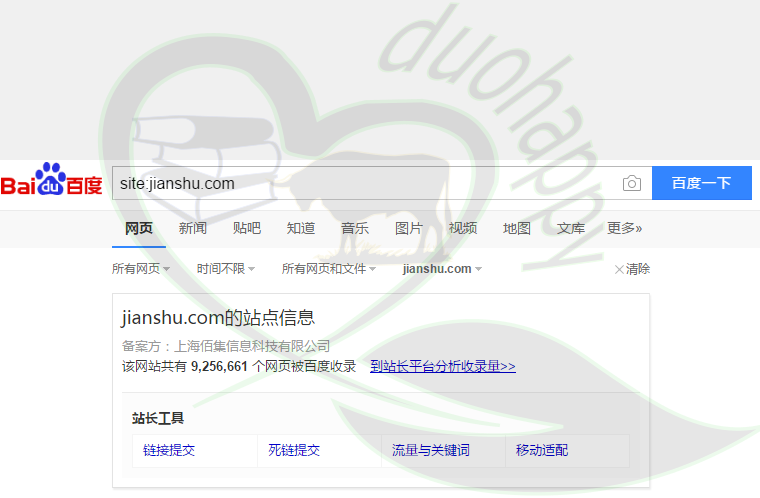 duohappy
Bai du 百度
site:jianshu.com
百度一下
网页 新闻 贴吧 知道 音乐 图片 视频 地图 文库 更多»
所有网页 时间不限 所有网页和文件 jianshu.com 清除
jianshu.com的站点信息
备案方：上海佰集信息科技有限公司
该网站共有 9,256,661 个网页被百度收录 到站长平台分析收录量>>
站长工具
链接提交 死链提交 流量与关键词 移动适配